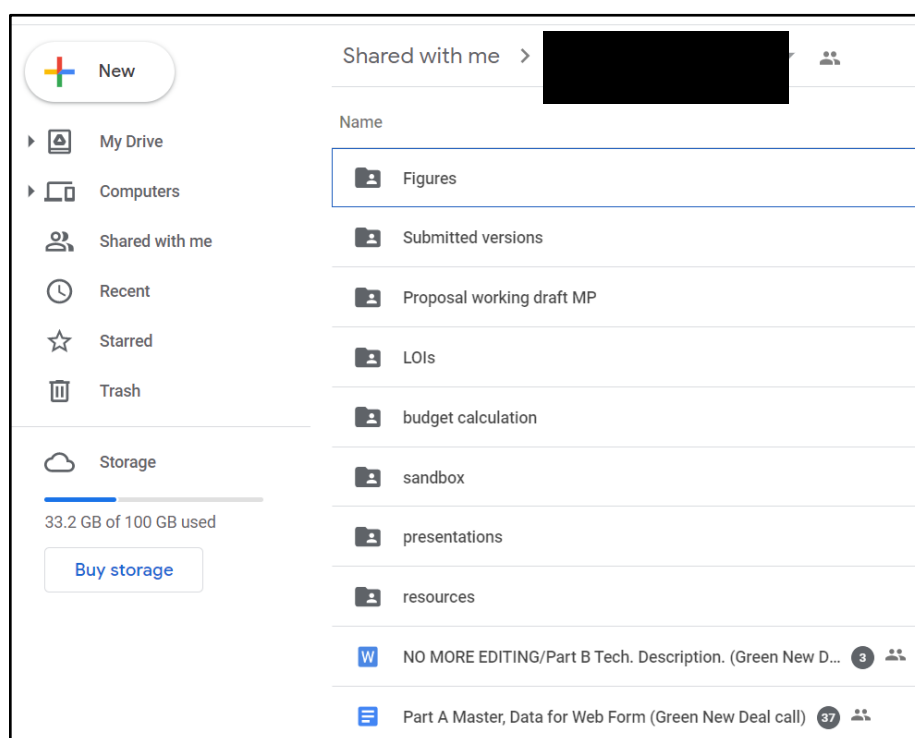 New
My Drive
Computers
Shared with me
Recent
Starred
Trash
Storage
33.2 GB of 100 GB used
Buy storage
Shared with me >
Name
Figures
Submitted versions
Proposal working draft MP
LOIs
budget calculation
sandbox
presentations
resources
W NO MORE EDITING/Part B Tech. Description. (Green New D... 3
Part A Master, Data for Web Form (Green New Deal call) 37